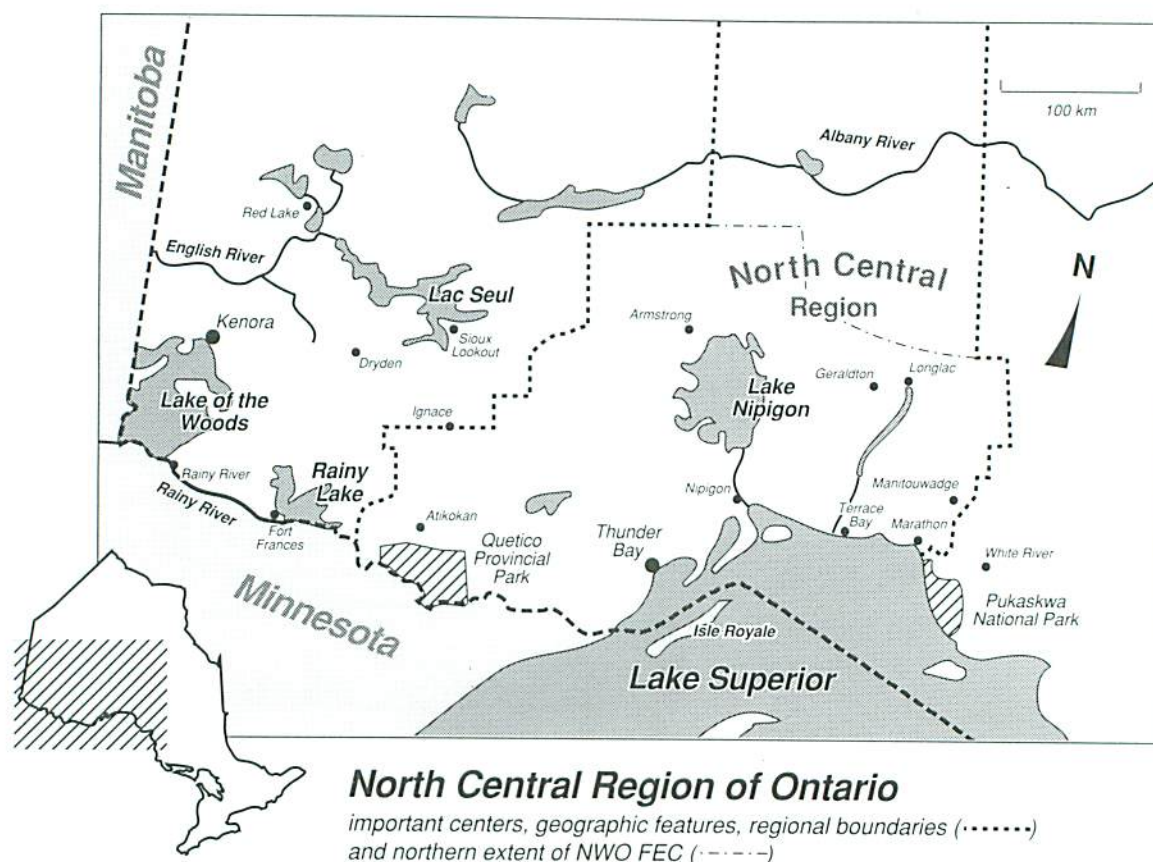 Manitoba
100 km
Albany River
Red Lake
English River
N
North Central
Region
Lac Seul
Kenora
Armstrong
Sioux
Lookout
Dryden
Lake
Nipigon
Geraldton
Longlac
Lake of the
Woods
Ignace
Rainy River
Rainy
Lake
Rainy River
Nipigon
Manitouwadge
Fort
Frances
Atikokan
Terrace
Bay
Marathon
Quetico
Provincial
Park
Thunder
Bay
White River
Minnesota
Pukaskwa
National Park
Isle Royale
Lake Superior
North Central Region of Ontario
important centers, geographic features, regional boundaries (········)
and northern extent of NWO FEC (–·–·–·–)